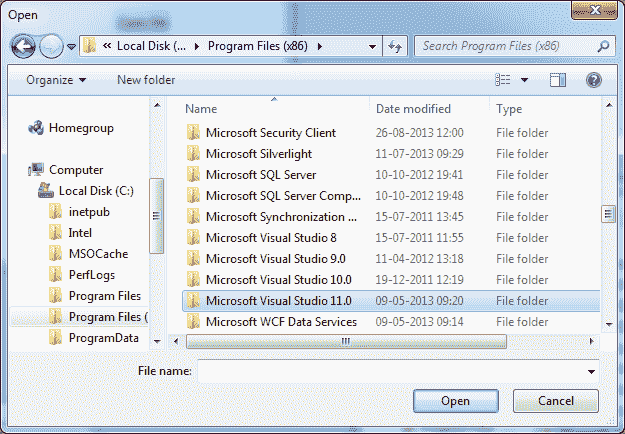 Open
« Local Disk (... Program Files (x86) Search Program Files (x86)
Organize New folder
Name Date modified Type
Homegroup
Computer
Local Disk (C:)
inetpub
Intel
MSOCache
PerfLogs
Program Files
Program Files (
ProgramData
Microsoft Security Client 26-08-2013 12:00 File folder
Microsoft Silverlight 11-07-2013 09:29 File folder
Microsoft SQL Server 10-10-2012 19:41 File folder
Microsoft SQL Server Comp... 10-10-2012 19:48 File folder
Microsoft Synchronization ... 15-07-2011 13:45 File folder
Microsoft Visual Studio 8 15-07-2011 11:55 File folder
Microsoft Visual Studio 9.0 11-04-2012 13:18 File folder
Microsoft Visual Studio 10.0 19-12-2011 12:19 File folder
Microsoft Visual Studio 11.0 09-05-2013 09:20 File folder
Microsoft WCF Data Services 09-05-2013 09:14 File folder
File name:
Open Cancel